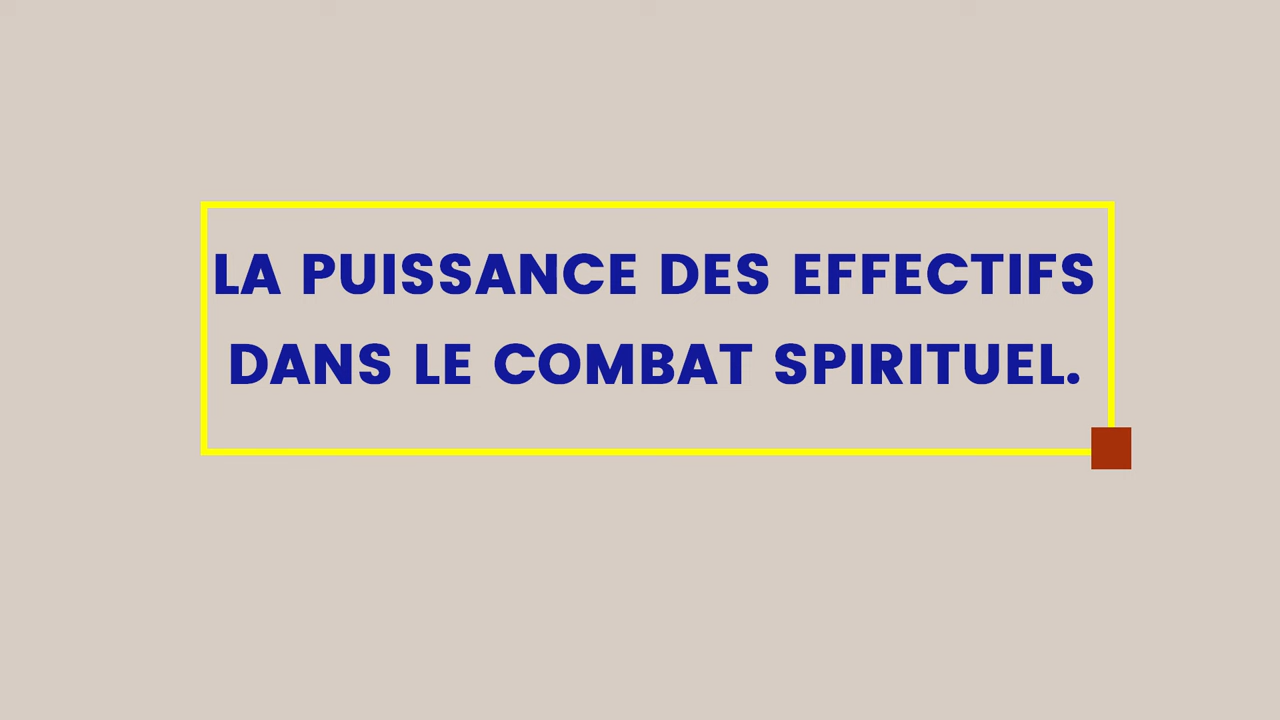 LA PUISSANCE DES EFFECTIFS
DANS LE COMBAT SPIRITUEL.